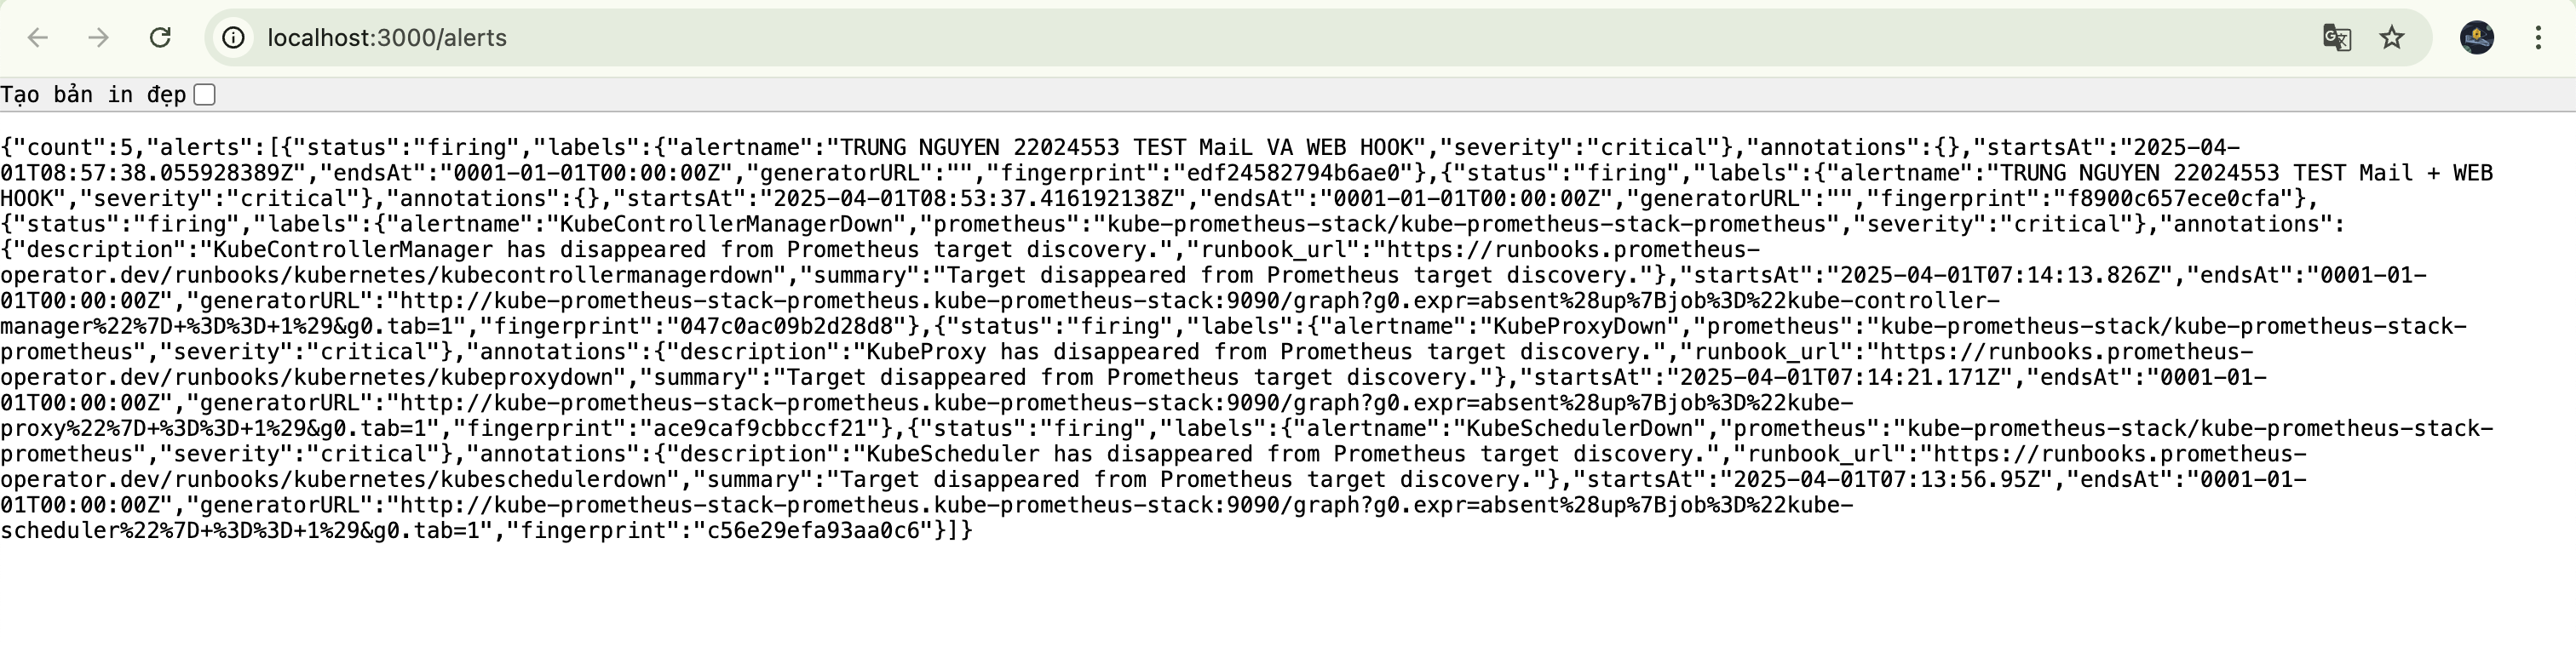 localhost:3000/alerts
Tạo bản in đẹp
{"count":5,"alerts":[{"status":"firing","labels":{"alertname":"TRUNG NGUYEN 22024553 TEST MaiL VA WEB HOOK","severity":"critical"},"annotations":{},"startsAt":"2025-04-
01T08:57:38.055928389Z","endsAt":"0001-01-01T00:00:00Z","generatorURL":"","fingerprint":"edf24582794b6ae0"},{"status":"firing","labels":{"alertname":"TRUNG NGUYEN 22024553 TEST Mail + WEB
HOOK","severity":"critical"},"annotations":{},"startsAt":"2025-04-01T08:53:37.416192138Z","endsAt":"0001-01-01T00:00:00Z","generatorURL":"","fingerprint":"f8900c657ece0cfa"},
{"status":"firing","labels":{"alertname":"KubeControllerManagerDown","prometheus":"kube-prometheus-stack/kube-prometheus-stack-prometheus","severity":"critical"},"annotations":
{"description":"KubeControllerManager has disappeared from Prometheus target discovery.","runbook_url":"https://runbooks.prometheus-
operator.dev/runbooks/kubernetes/kubecontrollermanagerdown","summary":"Target disappeared from Prometheus target discovery."},"startsAt":"2025-04-01T07:14:13.826Z","endsAt":"0001-01-
01T00:00:00Z","generatorURL":"http://kube-prometheus-stack-prometheus.kube-prometheus-stack:9090/graph?g0.expr=absent%28up%7Bjob%3D%22kube-controller-
manager%22%7D+%3D%3D+1%29&g0.tab=1","fingerprint":"047c0ac09b2d28d8"},{"status":"firing","labels":{"alertname":"KubeProxyDown","prometheus":"kube-prometheus-stack/kube-prometheus-stack-
prometheus","severity":"critical"},"annotations":{"description":"KubeProxy has disappeared from Prometheus target discovery.","runbook_url":"https://runbooks.prometheus-
operator.dev/runbooks/kubernetes/kubeproxydown","summary":"Target disappeared from Prometheus target discovery."},"startsAt":"2025-04-01T07:14:21.171Z","endsAt":"0001-01-
01T00:00:00Z","generatorURL":"http://kube-prometheus-stack-prometheus.kube-prometheus-stack:9090/graph?g0.expr=absent%28up%7Bjob%3D%22kube-
proxy%22%7D+%3D%3D+1%29&g0.tab=1","fingerprint":"ace9caf9cbbccf21"},{"status":"firing","labels":{"alertname":"KubeSchedulerDown","prometheus":"kube-prometheus-stack/kube-prometheus-stack-
prometheus","severity":"critical"},"annotations":{"description":"KubeScheduler has disappeared from Prometheus target discovery.","runbook_url":"https://runbooks.prometheus-
operator.dev/runbooks/kubernetes/kubeschedulerdown","summary":"Target disappeared from Prometheus target discovery."},"startsAt":"2025-04-01T07:13:56.95Z","endsAt":"0001-01-
01T00:00:00Z","generatorURL":"http://kube-prometheus-stack-prometheus.kube-prometheus-stack:9090/graph?g0.expr=absent%28up%7Bjob%3D%22kube-
scheduler%22%7D+%3D%3D+1%29&g0.tab=1","fingerprint":"c56e29efa93aa0c6"}]}